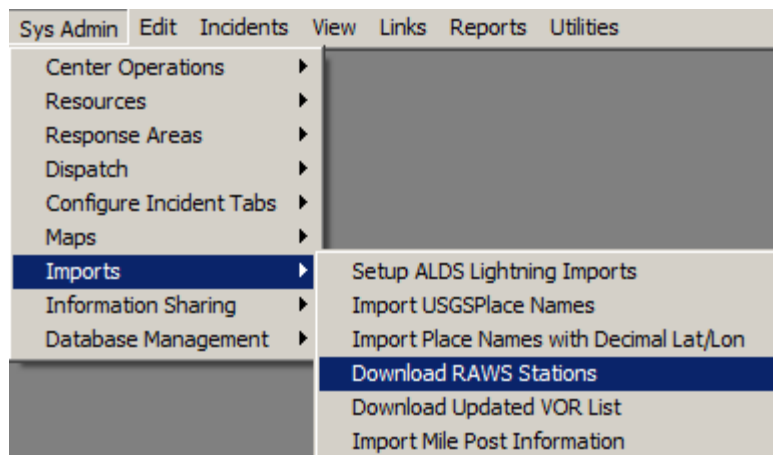 Sys Admin Edit Incidents View Links Reports Utilities
Center Operations
Resources
Response Areas
Dispatch
Configure Incident Tabs
Maps
Imports
Information Sharing
Database Management
Setup ALDS Lightning Imports
Import USGSPlace Names
Import Place Names with Decimal Lat/Lon
Download RAWS Stations
Download Updated VOR List
Import Mile Post Information